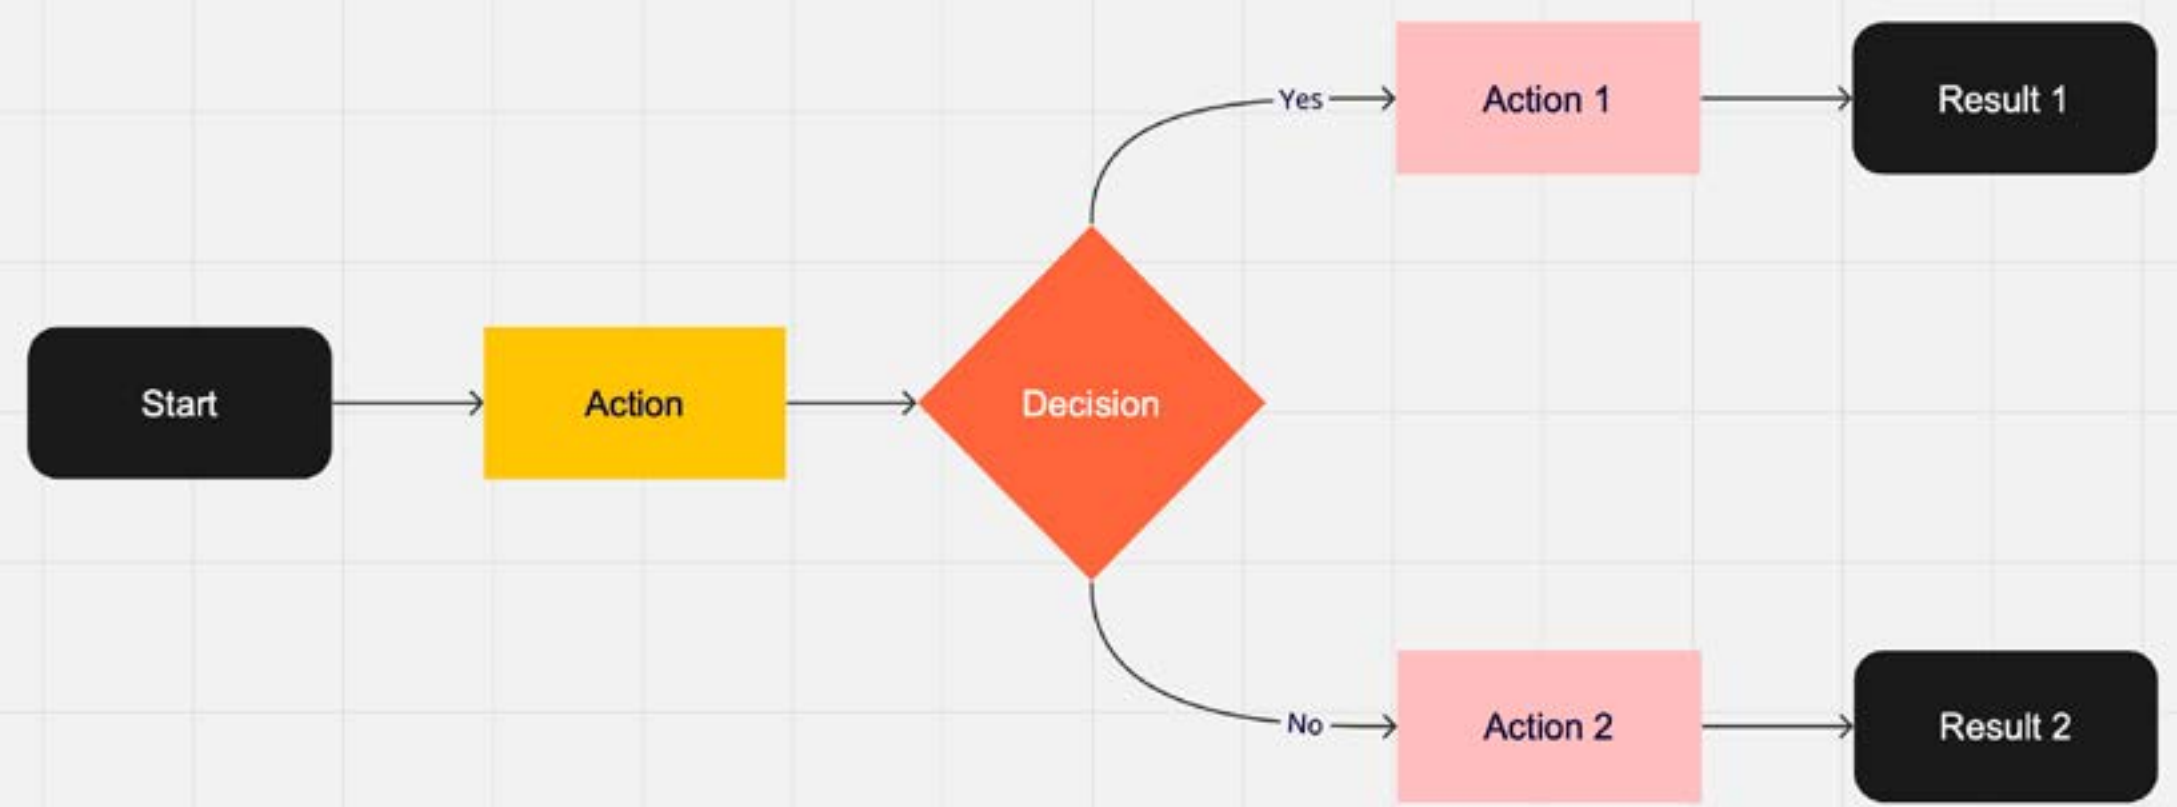 Start
Action
Decision
Yes
Action 1
Result 1
No
Action 2
Result 2